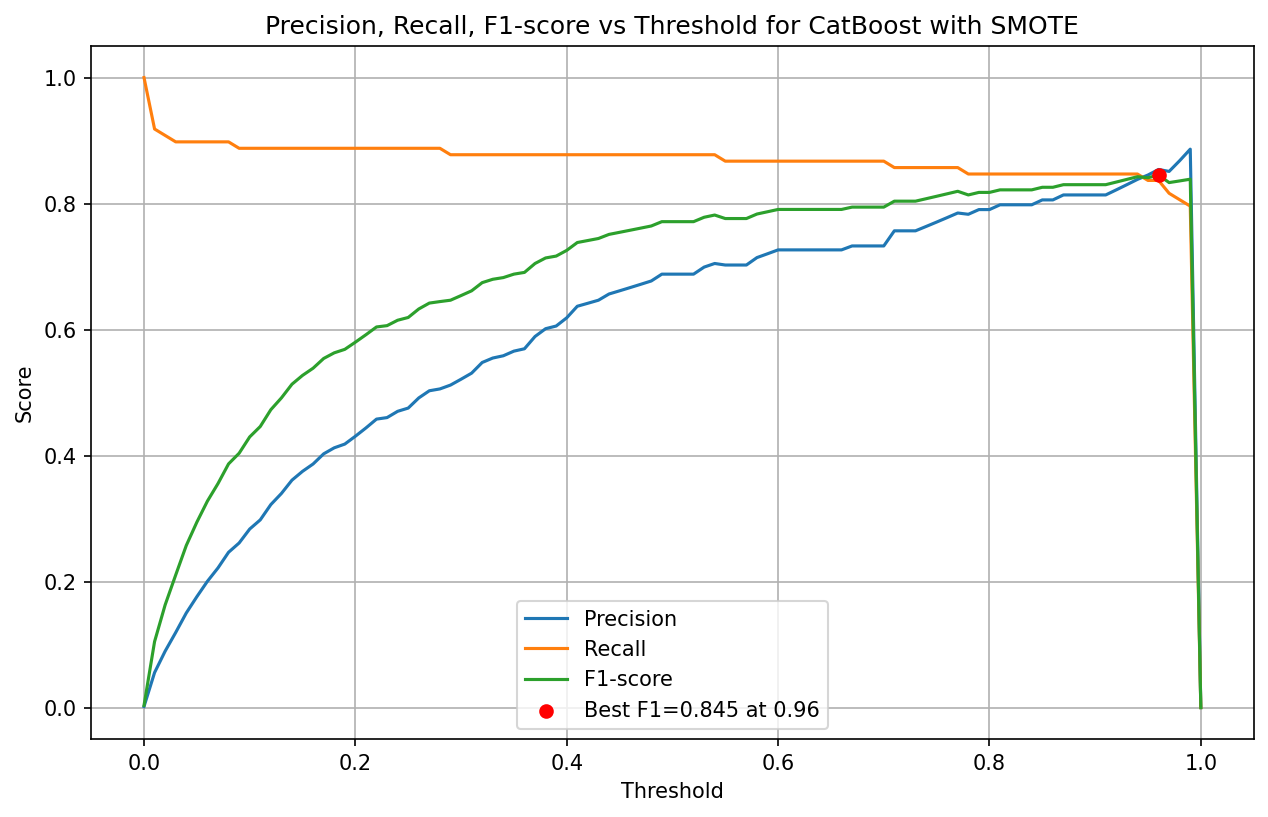 Precision, Recall, F1-score vs Threshold for CatBoost with SMOTE
1.0
0.8
0.6
0.4
0.2
0.0
Score
Precision
Recall
F1-score
Best F1=0.845 at 0.96
0.0 0.2 0.4 0.6 0.8 1.0
Threshold